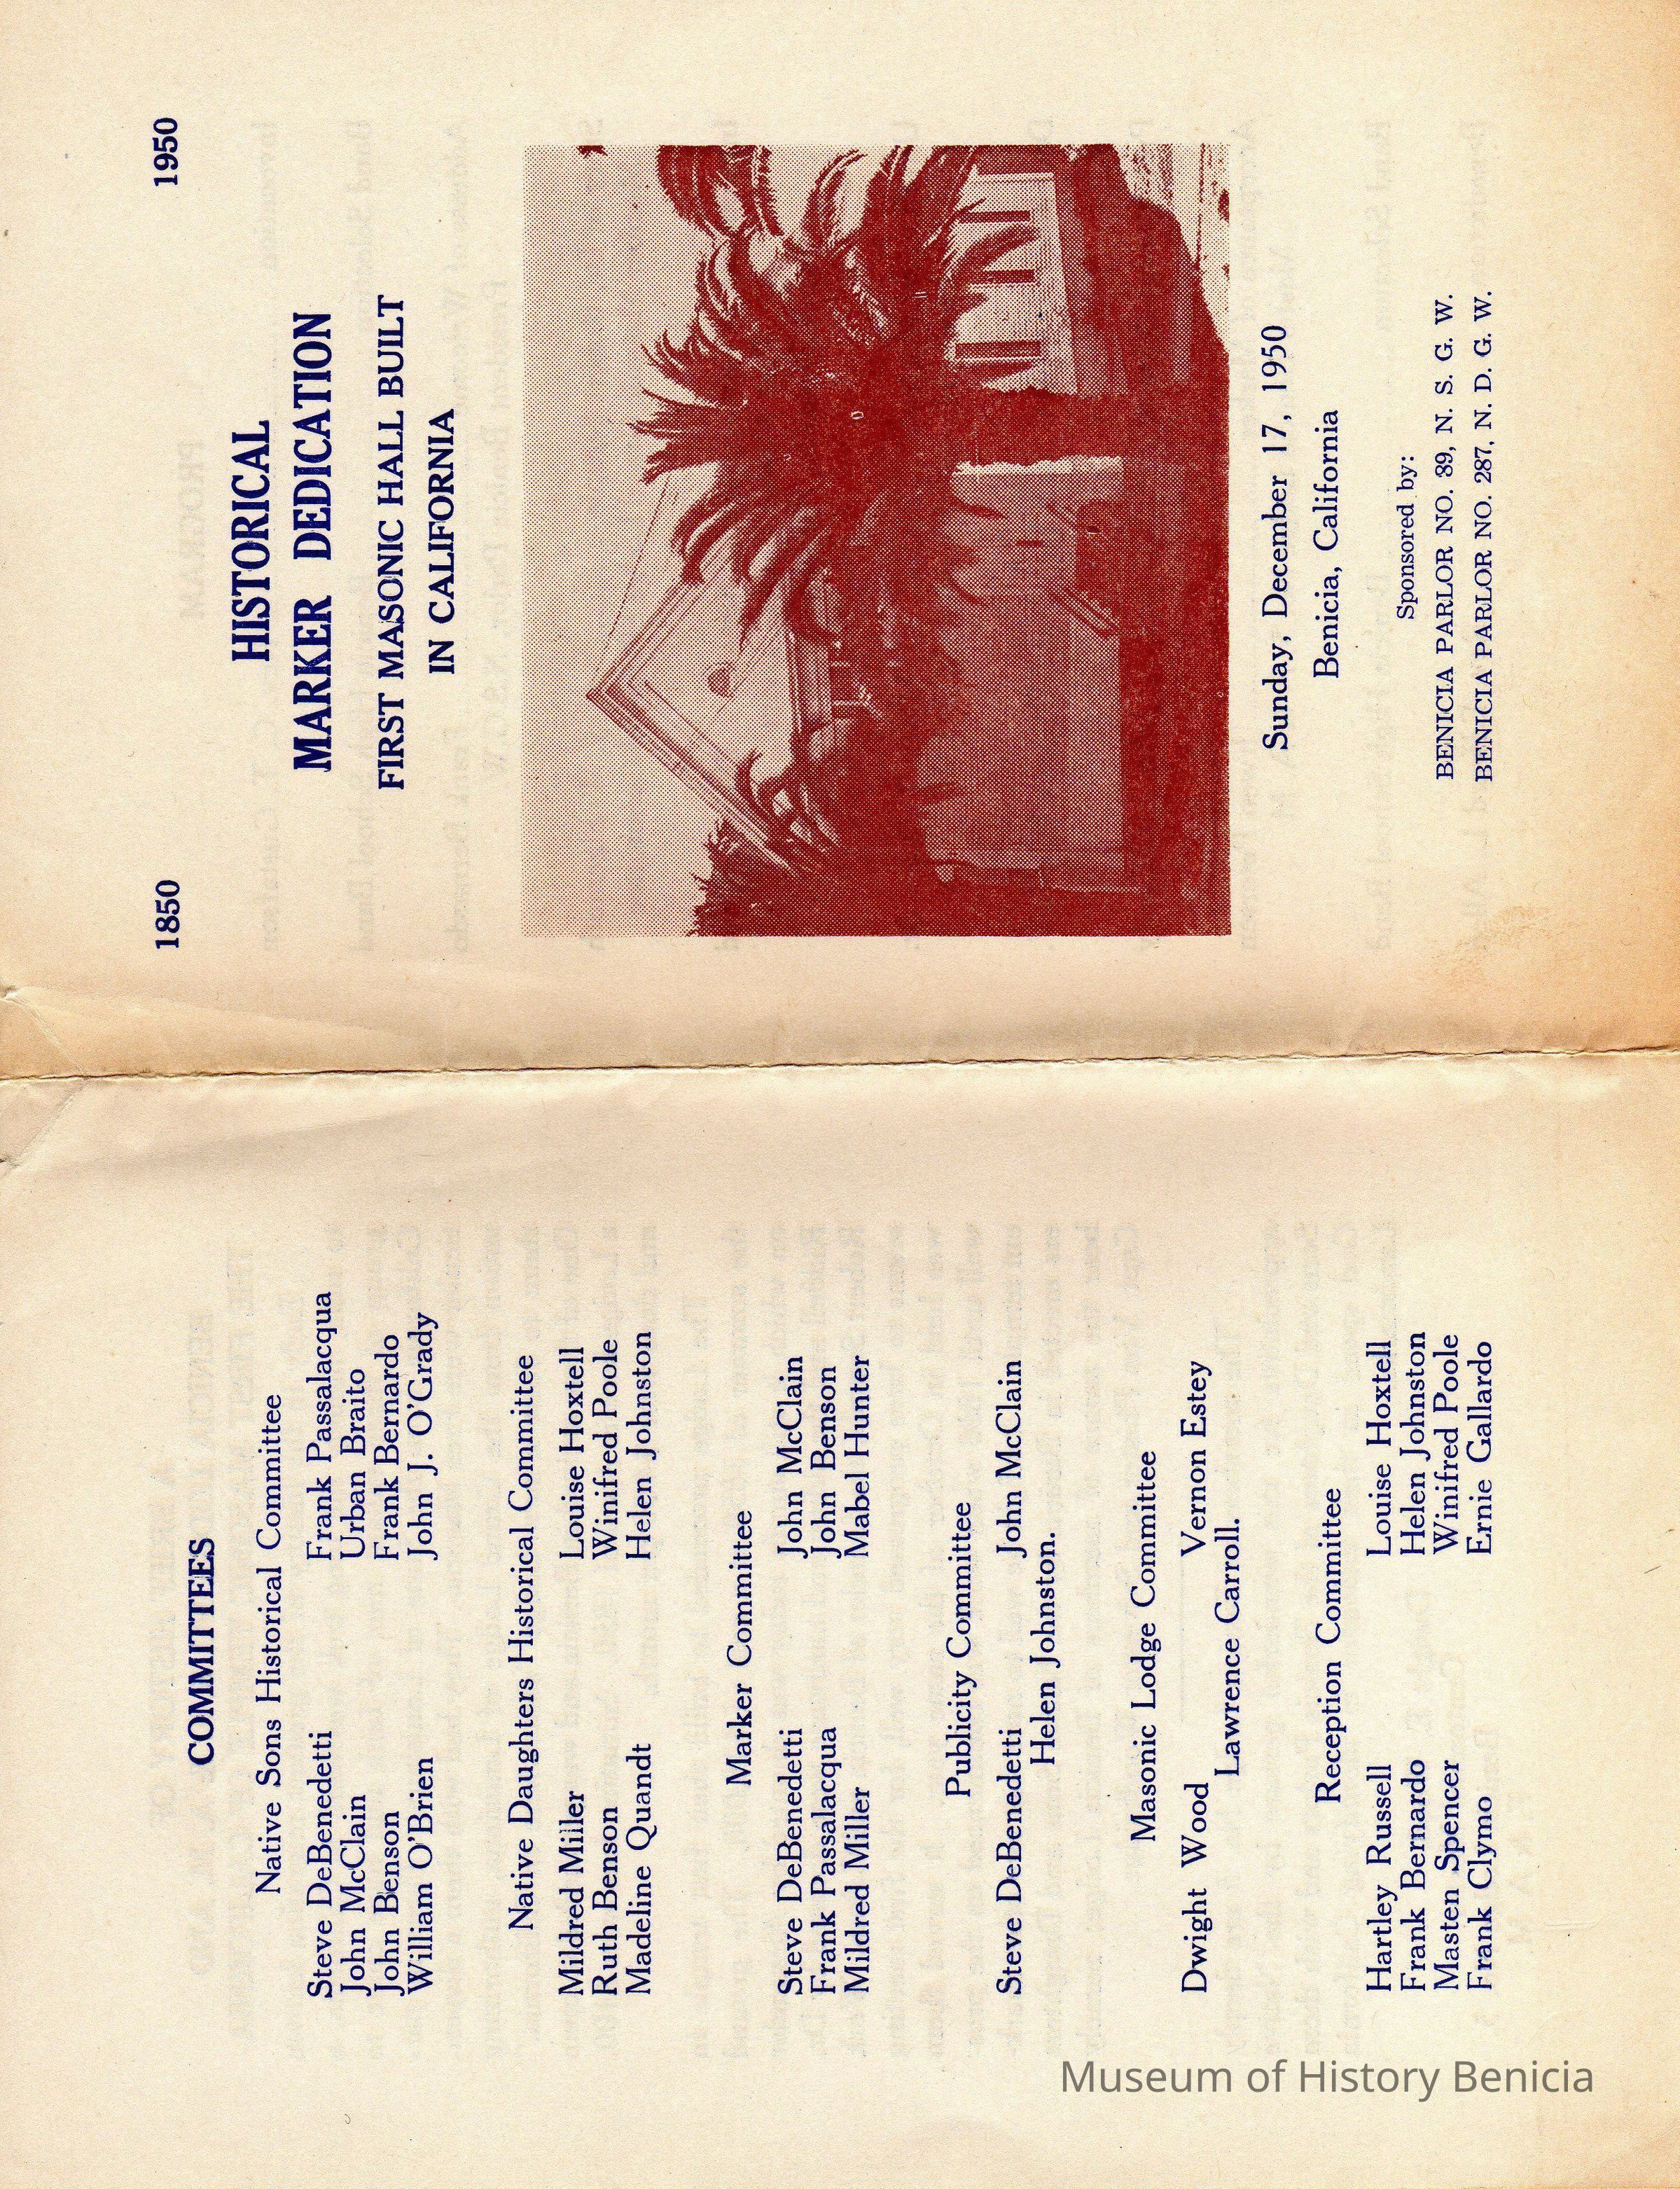 COMMITTEES
Native Sons Historical Committee
Steve DeBenedetti Frank Passalacqua
John McClain Urban Braito
John Benson Frank Bernardo
William O'Brien John J. O'Grady
Native Daughters Historical Committee
Mildred Miller Louise Hoxtell
Ruth Benson Winifred Poole
Madeline Quandt Helen Johnston
Marker Committee
Steve DeBenedetti John McClain
Frank Passalacqua John Benson
Mildred Miller Mabel Hunter
Publicity Committee
Steve DeBenedetti John McClain
Helen Johnston.
Masonic Lodge Committee
Dwight Wood Vernon Estey
Lawrence Carroll.
Reception Committee
Hartley Russell Louise Hoxtell
Frank Bernardo Helen Johnston
Masten Spencer Winifred Poole
Frank Clymo Ernie Gallardo
1850 1950
HISTORICAL
MARKER DEDICATION
FIRST MASONIC HALL BUILT
IN CALIFORNIA
Sunday, December 17, 1950
Benicia, California
Sponsored by:
BENICIA PARLOR NO. 89, N. S. G. W.
BENICIA PARLOR NO. 287, N. D. G. W.
Museum of History Benicia